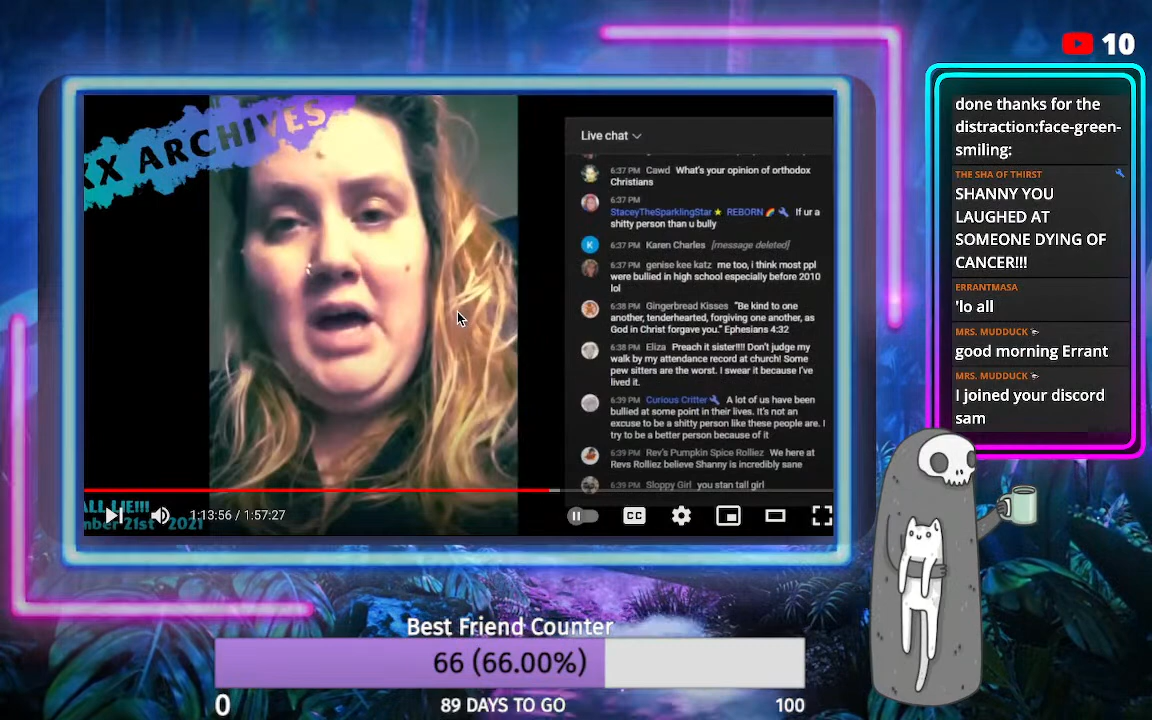 10
XX ARCHIVES
Live chat
6:37 PM Cawd What's your opinion of orthodox
Christians
6:37 PM
StaceyTheSparklingStar REBORN If ur a
shitty person than u bully
K
6:37 PM Karen Charles [message deleted]
6:37 PM genise kee katz me too, i think most ppl
were bullied in high school especially before 2010
lol
6:38 PM Gingerbread Kisses "Be kind to one
another, tenderhearted, forgiving one another, as
God in Christ forgave you." Ephesians 4:32
6:38 PM Eliza Preach it sister!!!! Don't judge my
walk by my attendance record at church! Some
pew sitters are the worst. I swear it because I've
lived it.
6:39 PM Curious Critter A lot of us have been
bullied at some point in their lives. It's not an
excuse to be a shitty person like these people are. I
try to be a better person because of it
6:39 PM Rev's Pumpkin Spice Rolliez We here at
Revs Rolliez believe Shanny is incredibly sane
6:39 PM Sloppy Girl you stan tall girl
ALL LIE!!!
mber 21st 2021
1:13:56 / 1:57:27
CC
done thanks for the
distraction:face-green-
smiling:
THE SHA OF THIRST
SHANNY YOU
LAUGHED AT
SOMEONE DYING OF
CANCER!!!
ERRANTMASA
'lo all
MRS. MUDDUCK
good morning Errant
MRS. MUDDUCK
I joined your discord
sam
Best Friend Counter
66 (66.00%)
0
89 DAYS TO GO
100